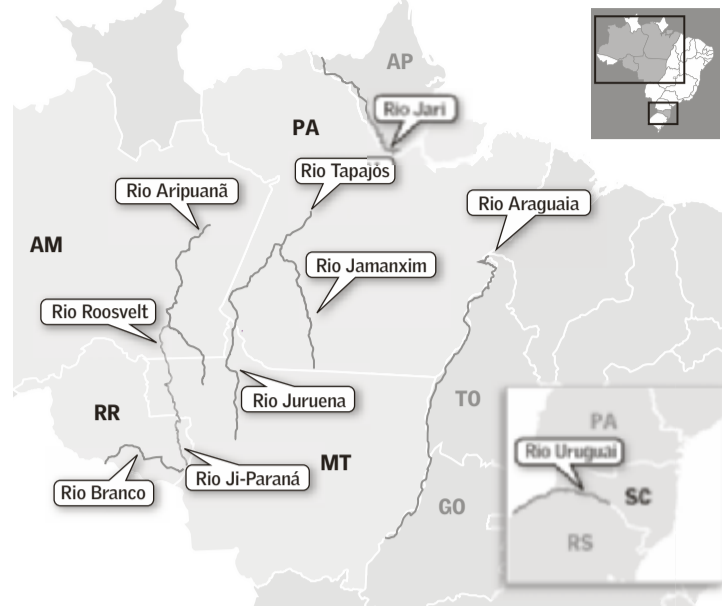 AP
Rio Jari
PA
Rio Tapajós
Rio Aripuanã
Rio Araguaia
AM
Rio Jamanxim
Rio Roosvelt
Rio Juruena
TO
RR
PA
Rio Uruguai
MT
Rio Ji-Paraná
Rio Branco
SC
GO
RS